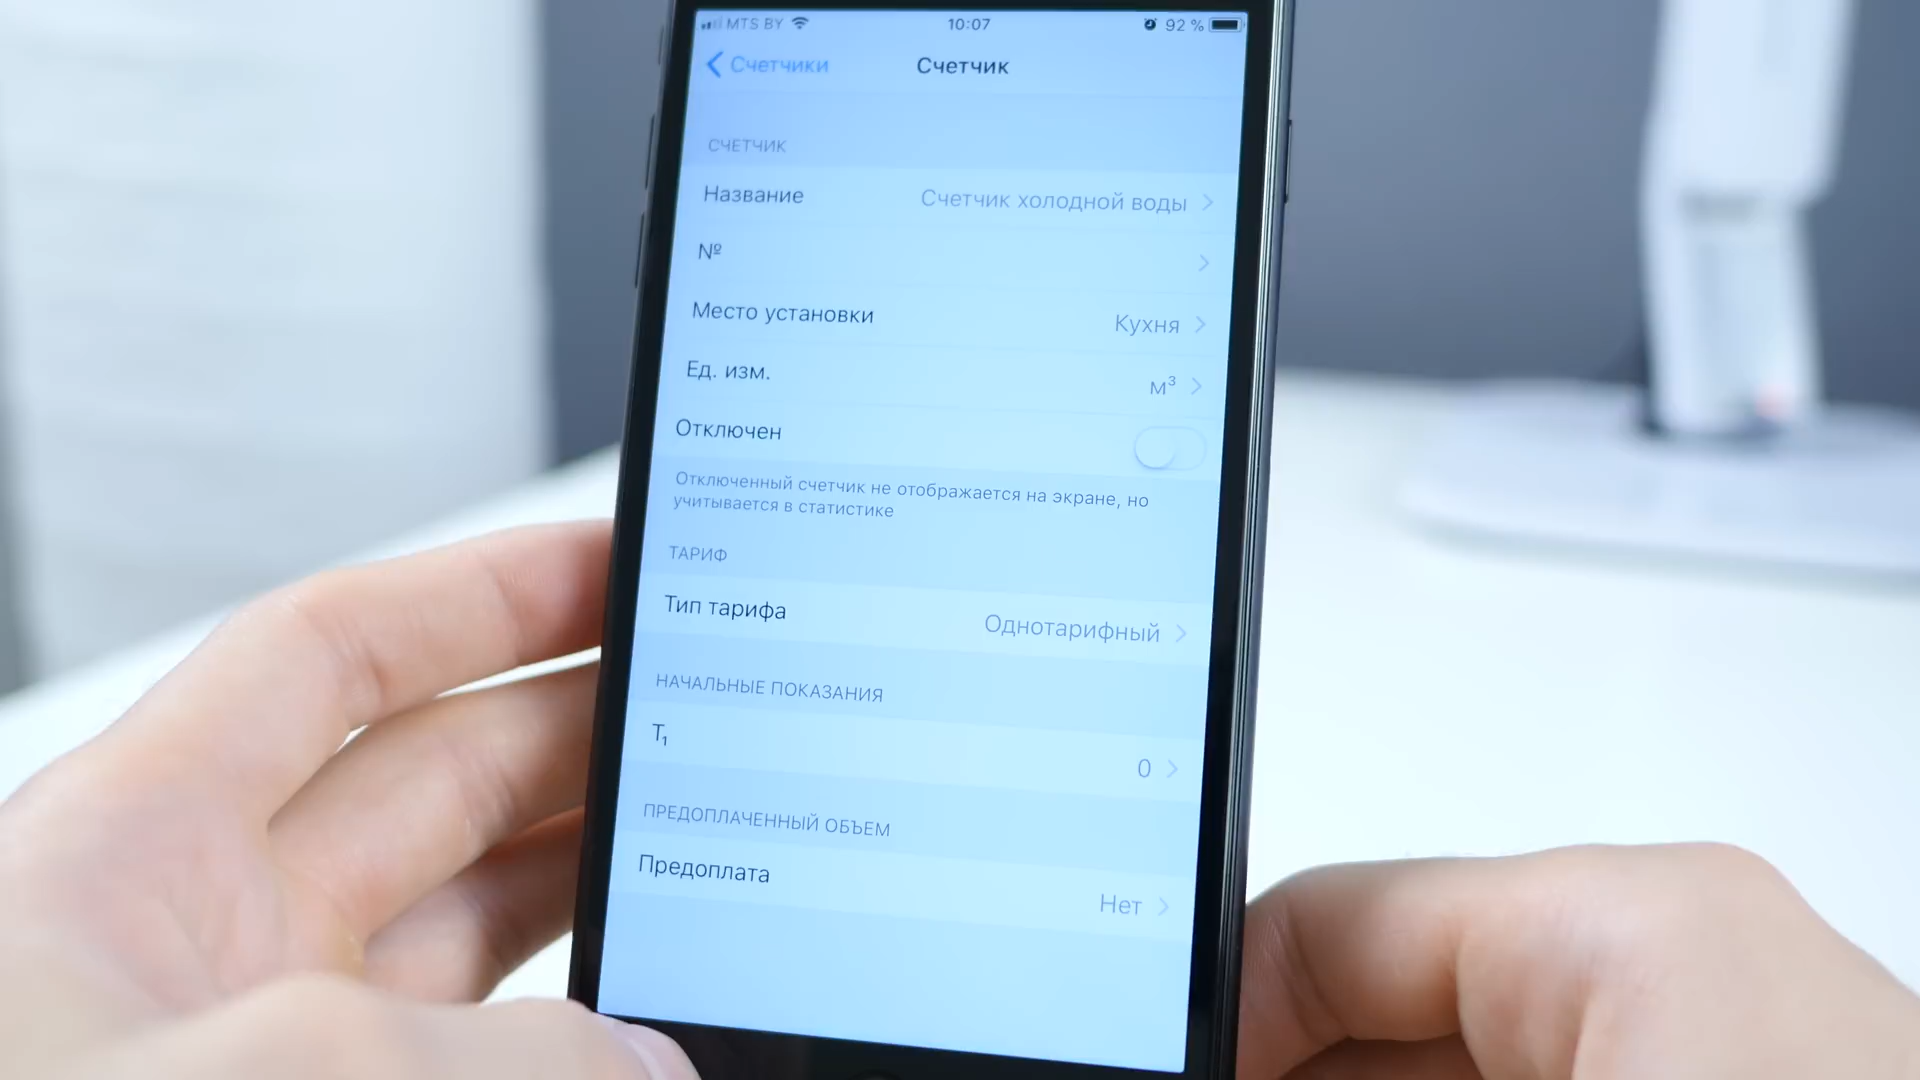 MTS BY 10:07 92 %
Счетчики Счетчик
СЧЕТЧИК
Название Счетчик холодной воды
№
Место установки Кухня
Ед. изм. м³
Отключен
Отключенный счетчик не отображается на экране, но
учитывается в статистике
ТАРИФ
Тип тарифа Однотарифный
НАЧАЛЬНЫЕ ПОКАЗАНИЯ
T₁ 0
ПРЕДОПЛАЧЕННЫЙ ОБЪЕМ
Предоплата Нет